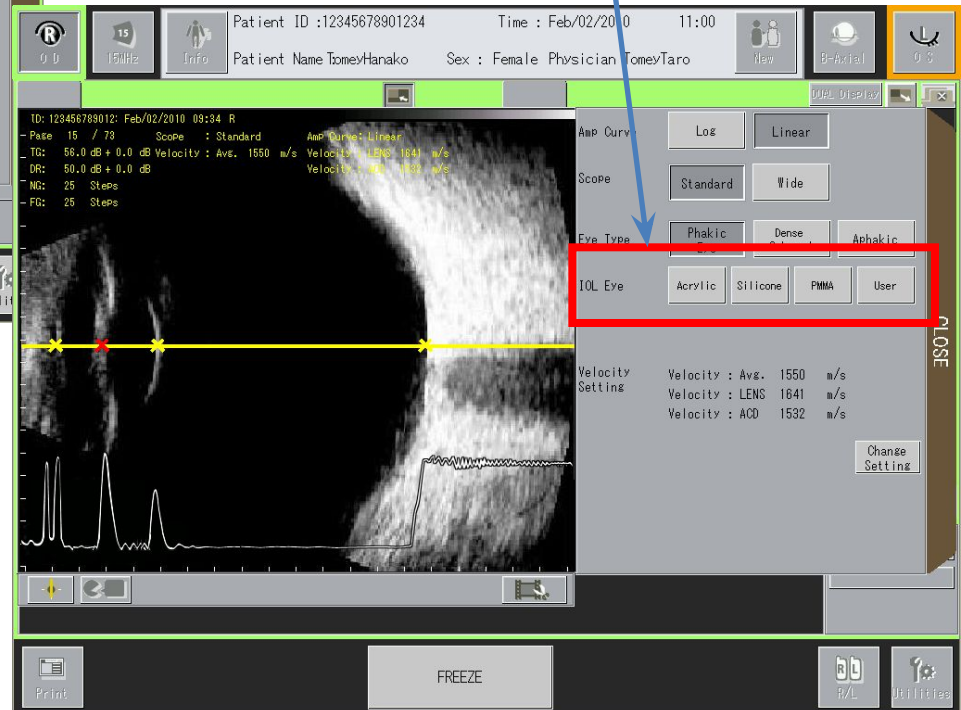 Patient ID :12345678901234 Time : Feb/02/2010 11:00
R
OD
15
15MHz
Info
Patient Name TomeyHanako Sex : Female Physician TomeyTaro
New
B-Axial
OS
DUAL Display
ID: 123456789012: Feb/02/2010 09:34 R
Page 15 / 73 Scope : Standard Amp Curve: Linear
TG: 56.0 dB + 0.0 dB Velocity : Avg. 1550 m/s Velocity : LENS 1641 m/s
DR: 50.0 dB + 0.0 dB Velocity : ACD 1532 m/s
NG: 25 Steps
FG: 25 Steps
Amp Curve Log Linear
Scope Standard Wide
Eye Type Phakic Dense Aphakic
IOL Eye Acrylic Silicone PMMA User
CLOSE
Velocity Setting
Velocity : Avg. 1550 m/s
Velocity : LENS 1641 m/s
Velocity : ACD 1532 m/s
Change
Setting
Print
FREEZE
R L
R/L
Utilities